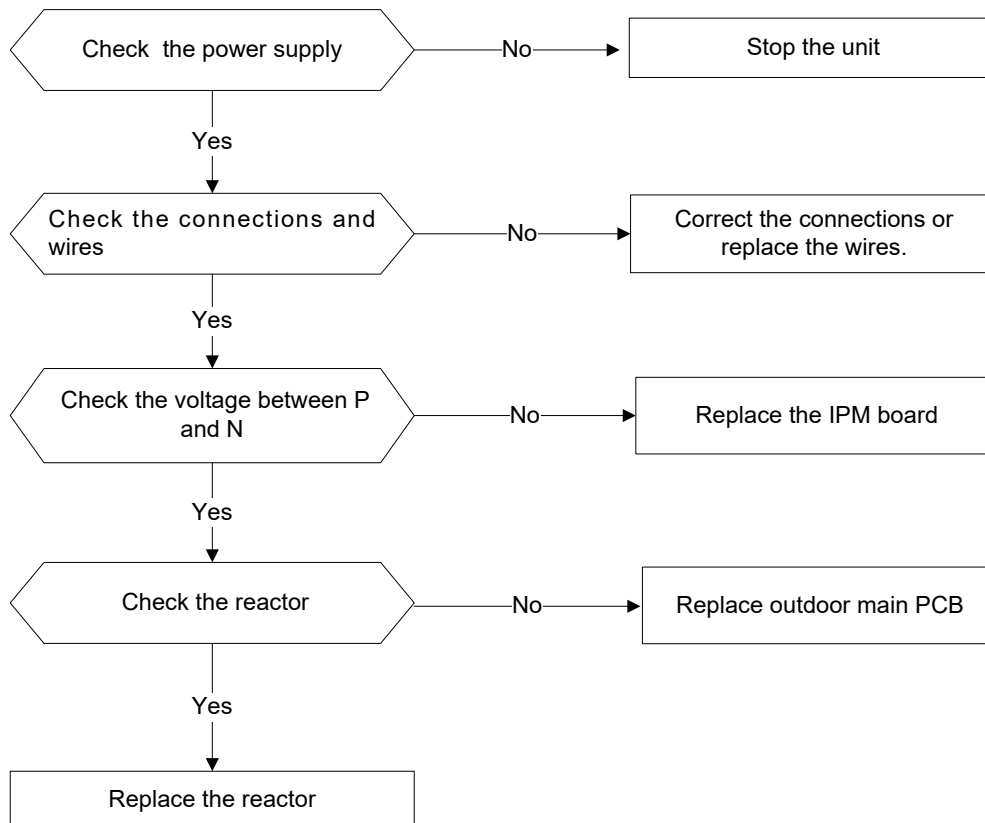 Check the power supply
No
Stop the unit
Yes
Check the connections and
wires
No
Correct the connections or
replace the wires.
Yes
Check the voltage between P
and N
No
Replace the IPM board
Yes
Check the reactor
No
Replace outdoor main PCB
Yes
Replace the reactor